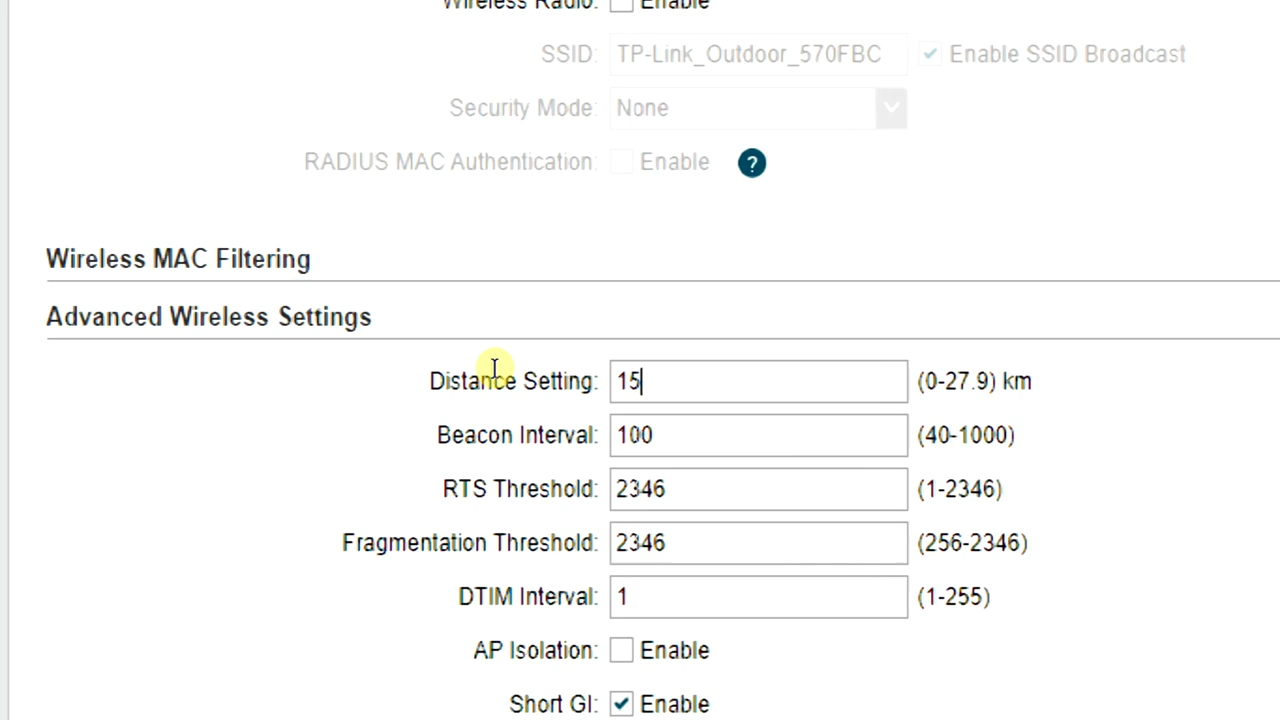 Wireless Radio: Enable
SSID: TP-Link_Outdoor_570FBC Enable SSID Broadcast
Security Mode: None
RADIUS MAC Authentication: Enable ?
Wireless MAC Filtering
Advanced Wireless Settings
Distance Setting: 15 (0-27.9) km
Beacon Interval: 100 (40-1000)
RTS Threshold: 2346 (1-2346)
Fragmentation Threshold: 2346 (256-2346)
DTIM Interval: 1 (1-255)
AP Isolation: Enable
Short GI: Enable